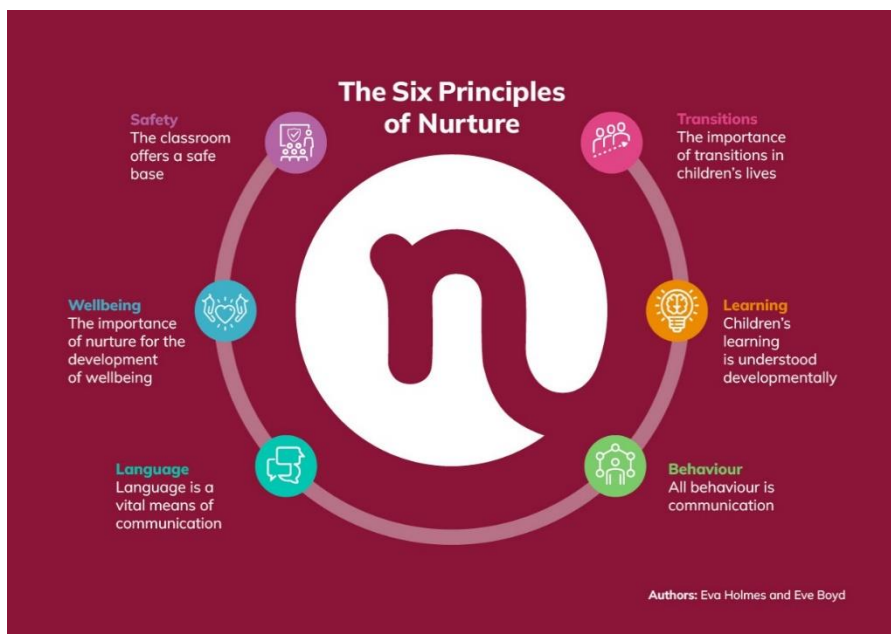 The Six Principles
of Nurture
Safety
The classroom
offers a safe
base
Transitions
The importance
of transitions in
children's lives
Wellbeing
The importance
of nurture for the
development
of wellbeing
Learning
Children's
learning
is understood
developmentally
Language
Language is a
vital means of
communication
Behaviour
All behaviour is
communication
n
Authors: Eva Holmes and Eve Boyd